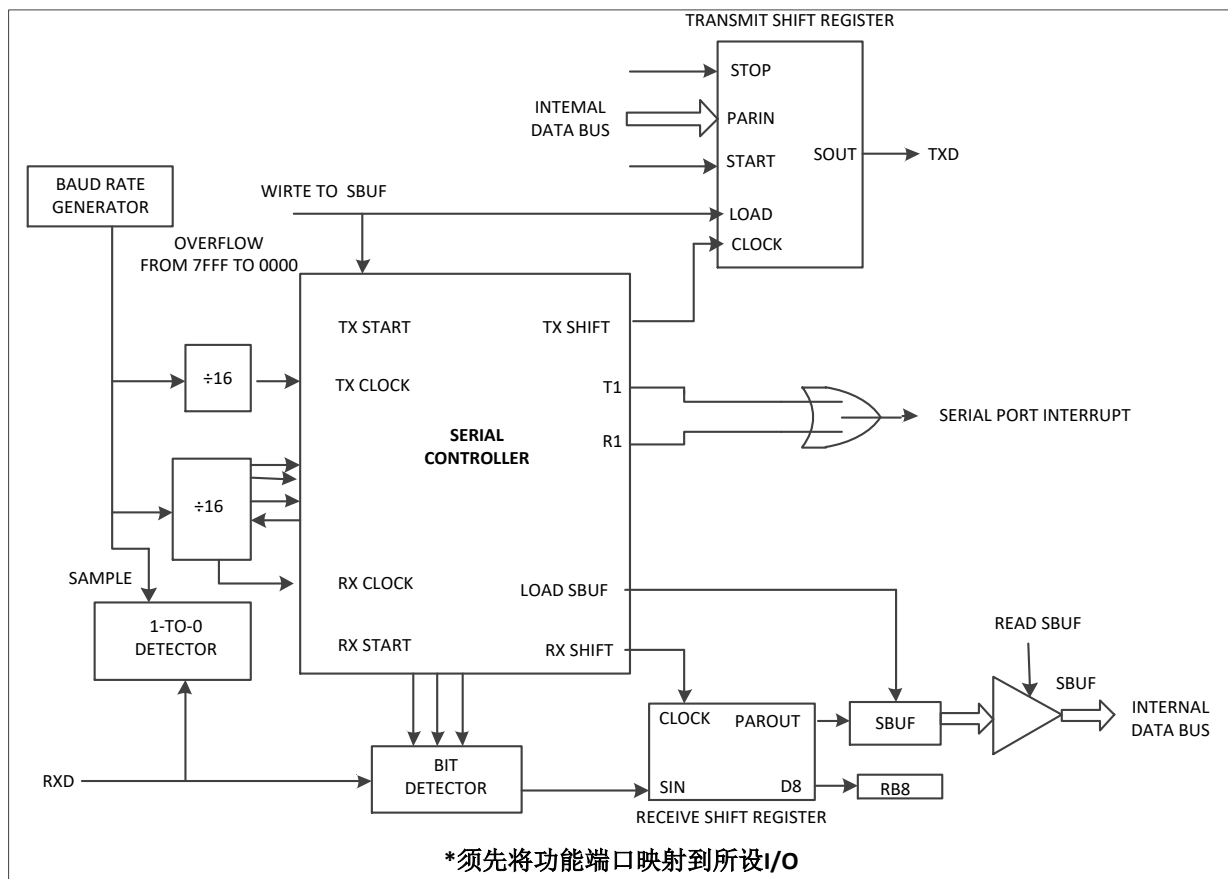 TRANSMIT SHIFT REGISTER
STOP
INTEMAL
DATA BUS
PARIN
START
SOUT
TXD
BAUD RATE
GENERATOR
WIRTE TO SBUF
LOAD
CLOCK
OVERFLOW
FROM 7FFF TO 0000
TX START
TX SHIFT
÷16
TX CLOCK
T1
SERIAL PORT INTERRUPT
R1
SERIAL
CONTROLLER
÷16
SAMPLE
RX CLOCK
LOAD SBUF
1-TO-0
DETECTOR
RX START
RX SHIFT
READ SBUF
SBUF
CLOCK
PAROUT
SBUF
INTERNAL
DATA BUS
RXD
BIT
DETECTOR
SIN
D8
RB8
RECEIVE SHIFT REGISTER
*须先将功能端口映射到所设I/O